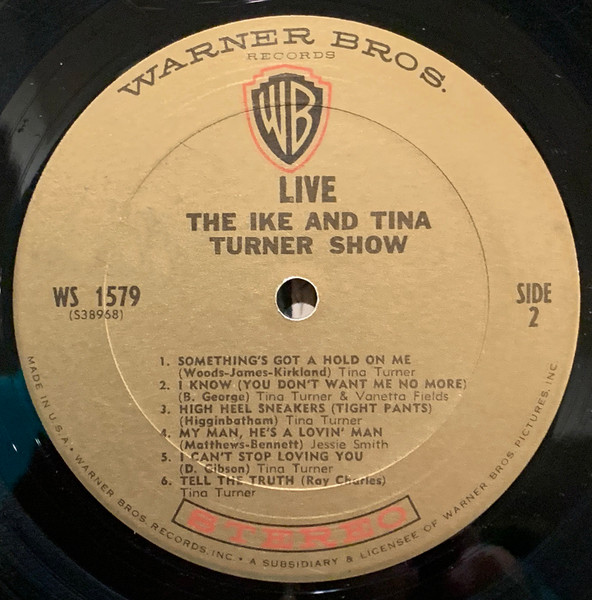 WARNER BROS.
RECORDS
WB
LIVE
THE IKE AND TINA
TURNER SHOW
WS 1579
(S38968)
SIDE
2
1. SOMETHING'S GOT A HOLD ON ME
(Woods-James-Kirkland) Tina Turner
2. I KNOW (YOU DON'T WANT ME NO MORE)
(B. George) Tina Turner & Vanetta Fields
3. HIGH HEEL SNEAKERS (TIGHT PANTS)
(Higginbatham) Tina Turner
4. MY MAN, HE'S A LOVIN' MAN
(Matthews-Bennett) Jessie Smith
5. I CAN'T STOP LOVING YOU
(D. Gibson) Tina Turner
6. TELL THE TRUTH (Ray Charles)
Tina Turner
STEREO
MADE IN U.S.A. • WARNER BROS. RECORDS, INC. • A SUBSIDIARY & LICENSEE OF WARNER BROS. PICTURES, INC.